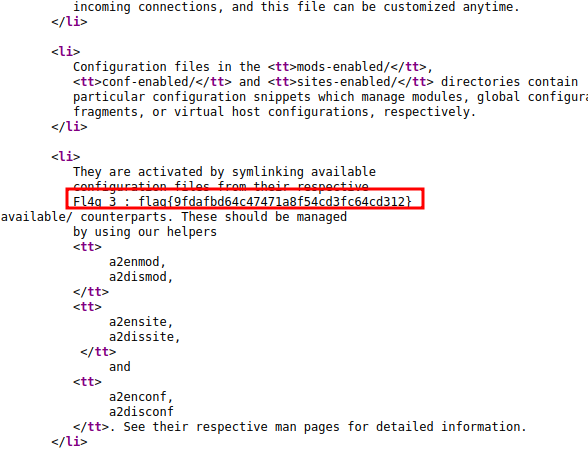 incoming connections, and this file can be customized anytime.
</li>
<li>
Configuration files in the <tt>mods-enabled/</tt>,
<tt>conf-enabled/</tt> and <tt>sites-enabled/</tt> directories contain
particular configuration snippets which manage modules, global configura
fragments, or virtual host configurations, respectively.
</li>
<li>
They are activated by symlinking available
configuration files from their respective
Fl4g 3 : flag{9fdafbd64c47471a8f54cd3fc64cd312}
available/ counterparts. These should be managed
by using our helpers
<tt>
a2enmod,
a2dismod,
</tt>
<tt>
a2ensite,
a2dissite,
</tt>
and
<tt>
a2enconf,
a2disconf
</tt>. See their respective man pages for detailed information.
</li>